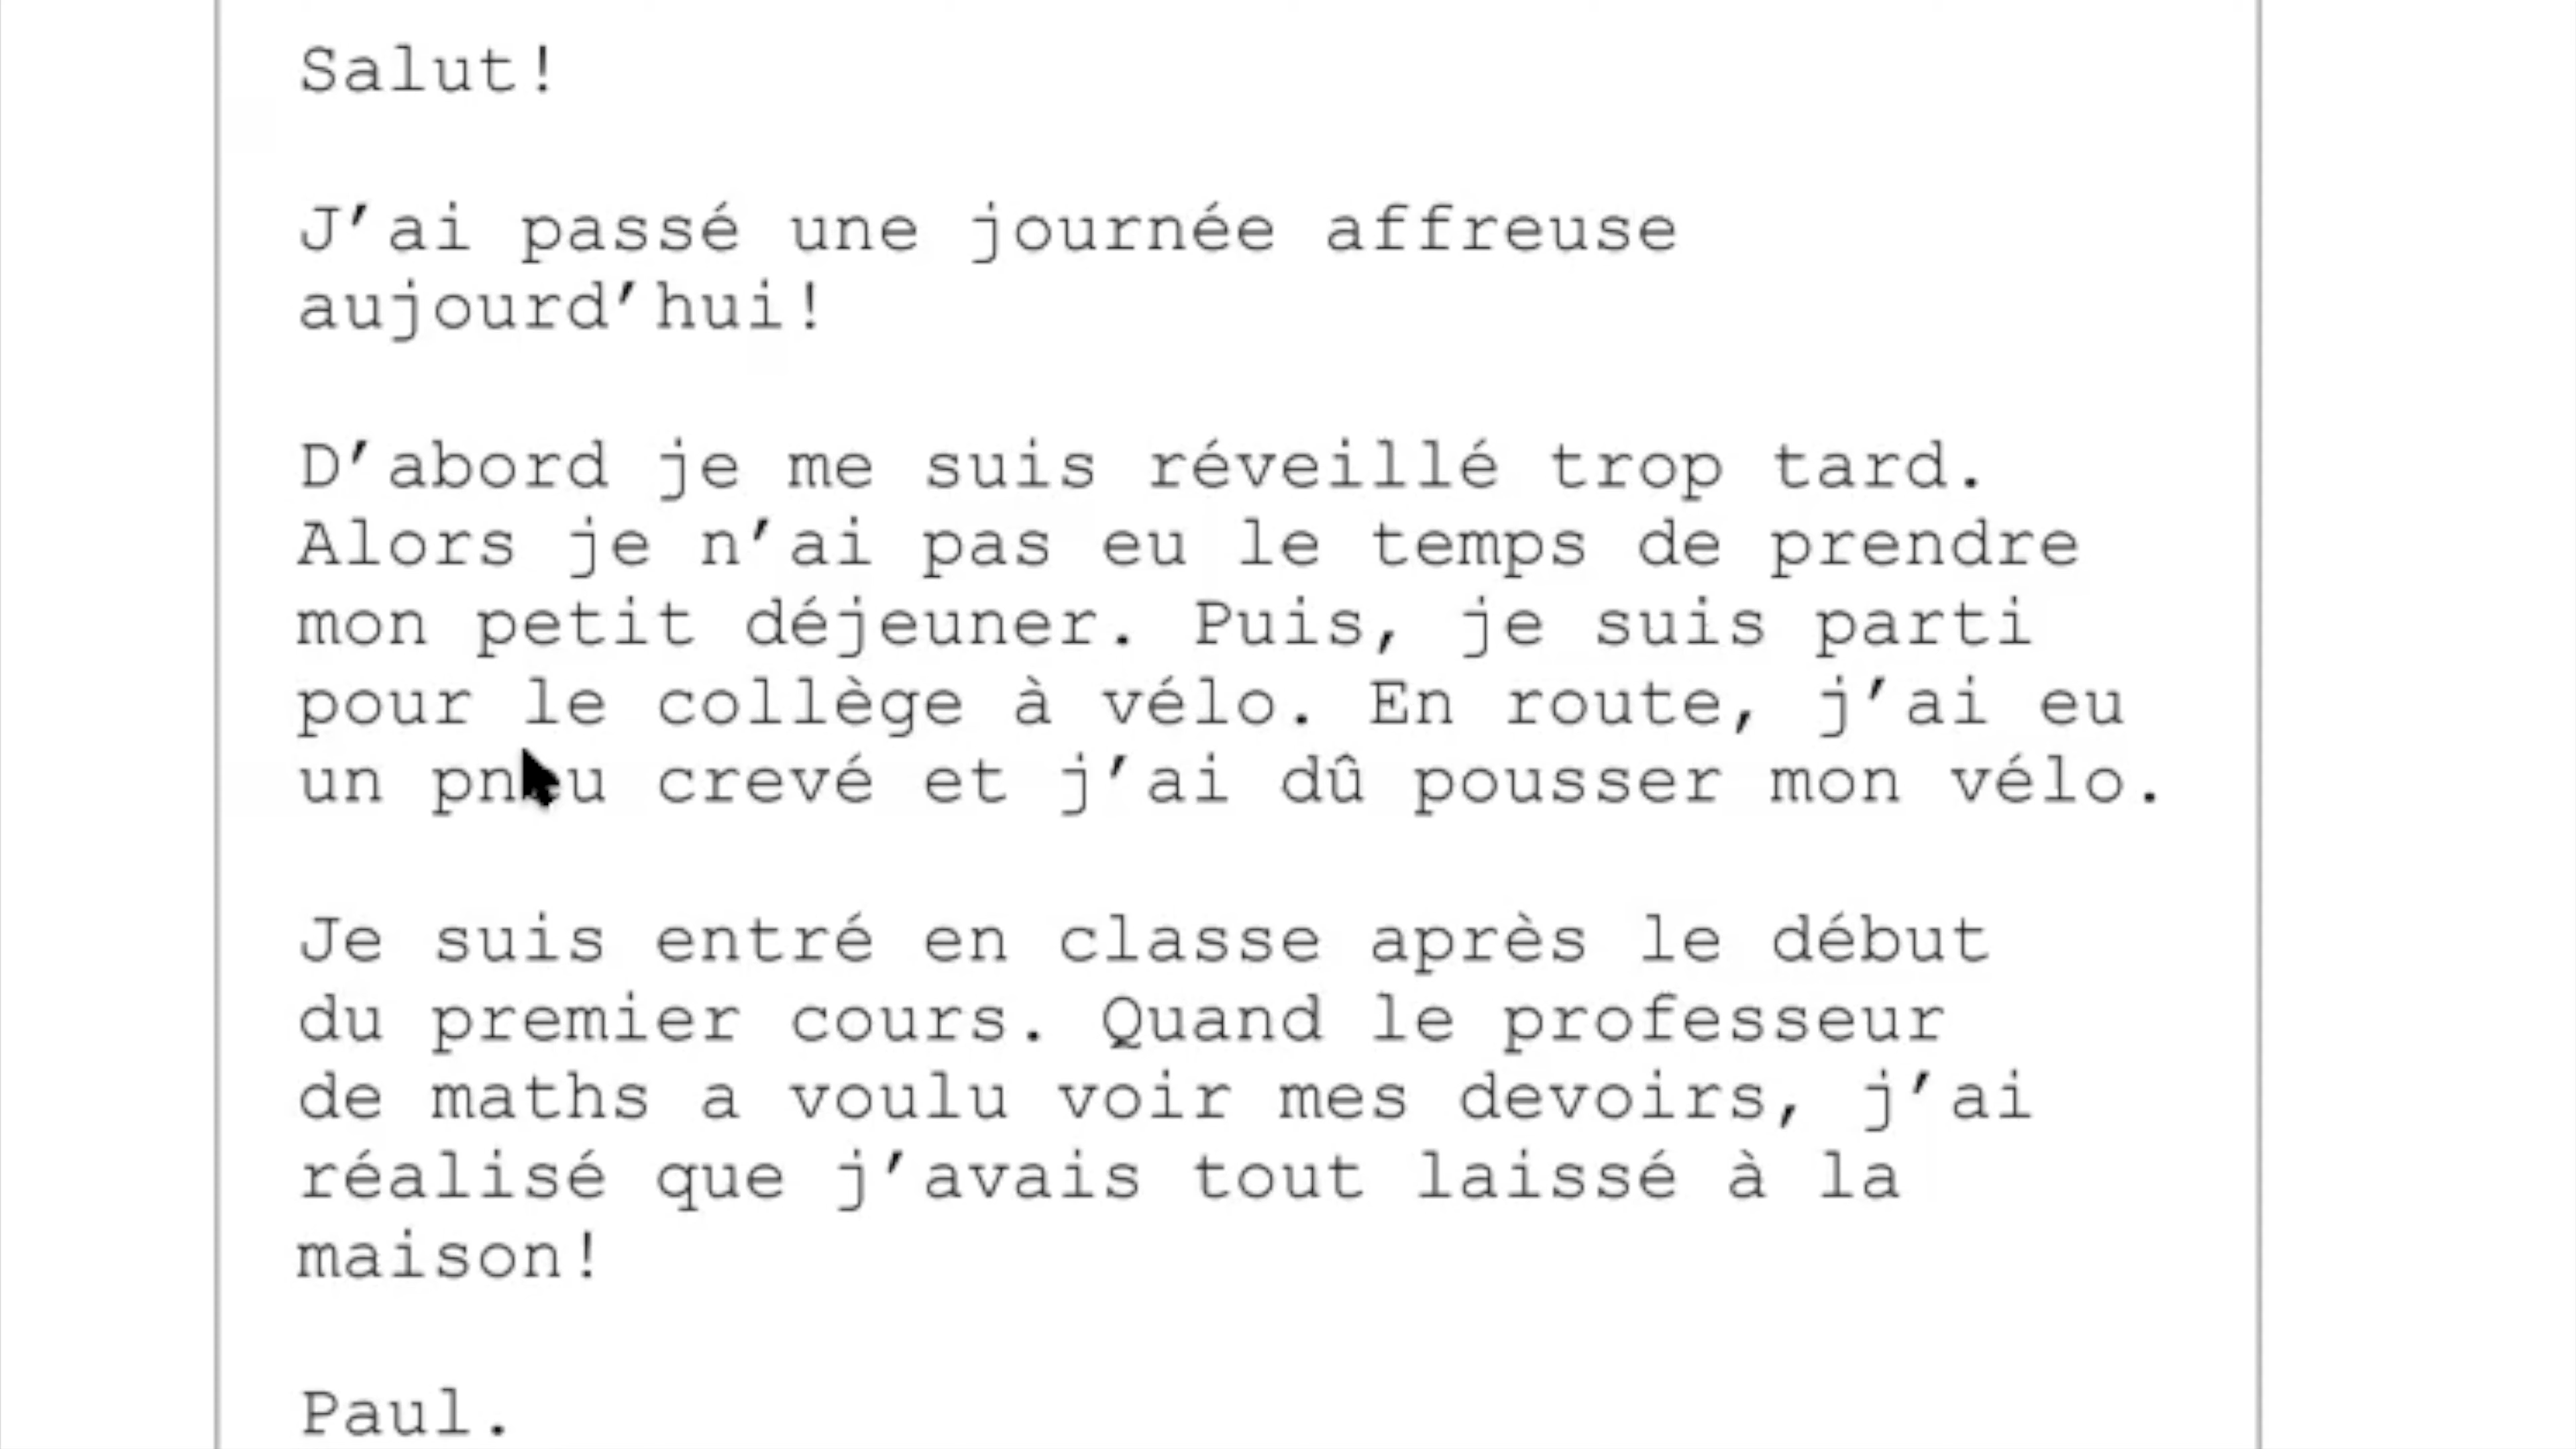 Salut!
J'ai passé une journée affreuse
aujourd'hui!
D'abord je me suis réveillé trop tard.
Alors je n'ai pas eu le temps de prendre
mon petit déjeuner. Puis, je suis parti
pour le collège à vélo. En route, j'ai eu
un pneu crevé et j'ai dû pousser mon vélo.
Je suis entré en classe après le début
du premier cours. Quand le professeur
de maths a voulu voir mes devoirs, j'ai
réalisé que j'avais tout laissé à la
maison!
Paul.